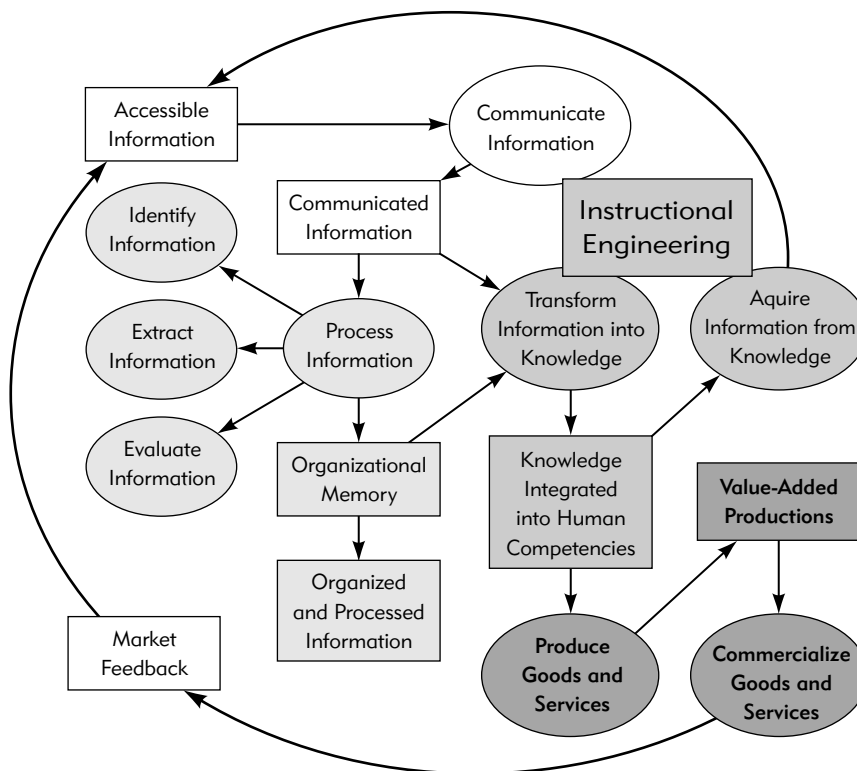 Accessible
Information
Communicate
Information
Identify
Information
Communicated
Information
Instructional
Engineering
Extract
Information
Process
Information
Transform
Information into
Knowledge
Aquire
Information from
Knowledge
Evaluate
Information
Organizational
Memory
Knowledge
Integrated
into Human
Competencies
Value-Added
Productions
Organized
and Processed
Information
Market
Feedback
Produce
Goods and
Services
Commercialize
Goods and
Services